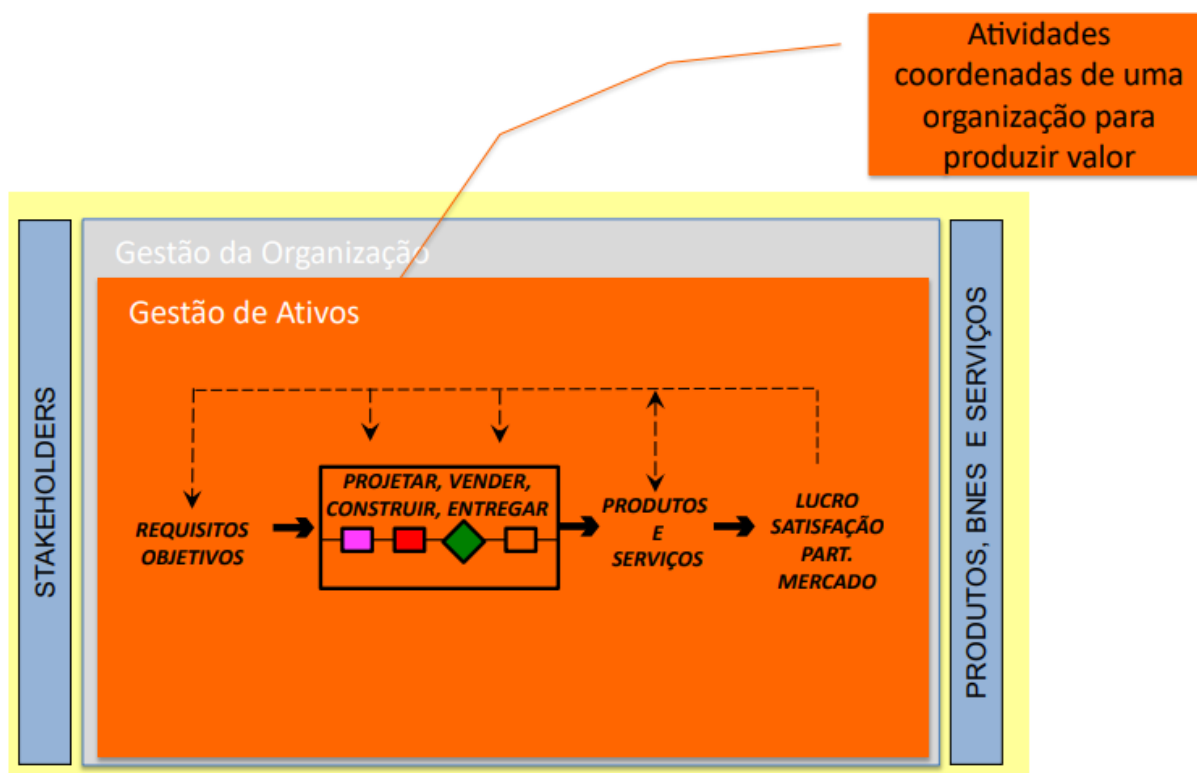 Atividades
coordenadas de uma
organização para
produzir valor
STAKEHOLDERS
Gestão da Organização
Gestão de Ativos
REQUISITOS
OBJETIVOS
PROJETAR, VENDER,
CONSTRUIR, ENTREGAR
PRODUTOS
E
SERVIÇOS
LUCRO
SATISFAÇÃO
PART.
MERCADO
PRODUTOS, BNES E SERVIÇOS